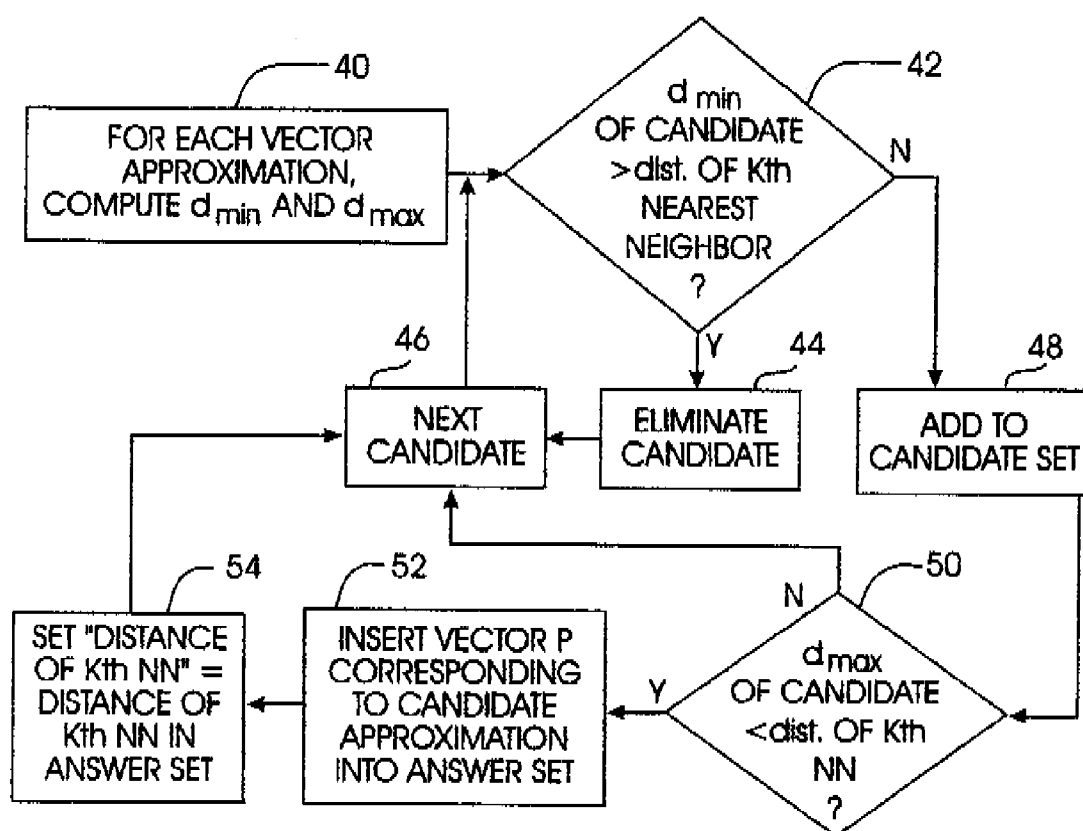 40
FOR EACH VECTOR
APPROXIMATION,
COMPUTE d min AND d max
42
d min
OF CANDIDATE
>dist. OF Kth
NEAREST
NEIGHBOR
?
N
Y
46
NEXT
CANDIDATE
44
ELIMINATE
CANDIDATE
48
ADD TO
CANDIDATE SET
54
SET "DISTANCE
OF Kth NN" =
DISTANCE OF
Kth NN IN
ANSWER SET
52
INSERT VECTOR P
CORRESPONDING
TO CANDIDATE
APPROXIMATION
INTO ANSWER SET
50
N
Y
d max
OF CANDIDATE
<dist. OF Kth
NN
?